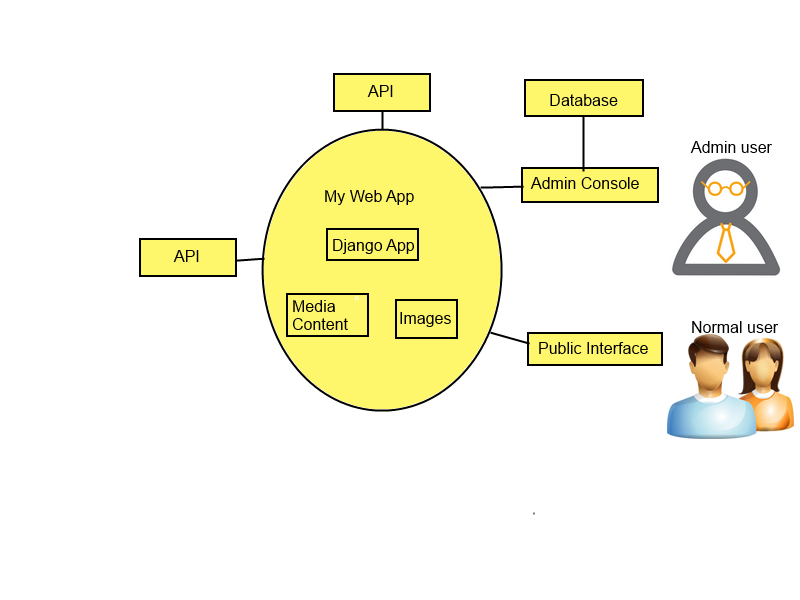 API
Database
Admin user
Admin Console
My Web App
Django App
API
Media
Content
Images
Normal user
Public Interface